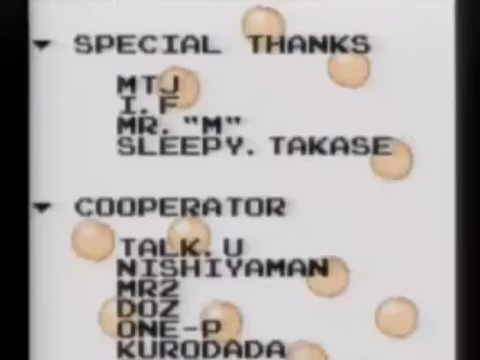 ▼ SPECIAL THANKS
MTJ
I.F
MR."M"
SLEEPY.TAKASE
▼ COOPERATOR
TALK.U
NISHIYAMAN
MR2
DOZ
ONE-P
KURODADA